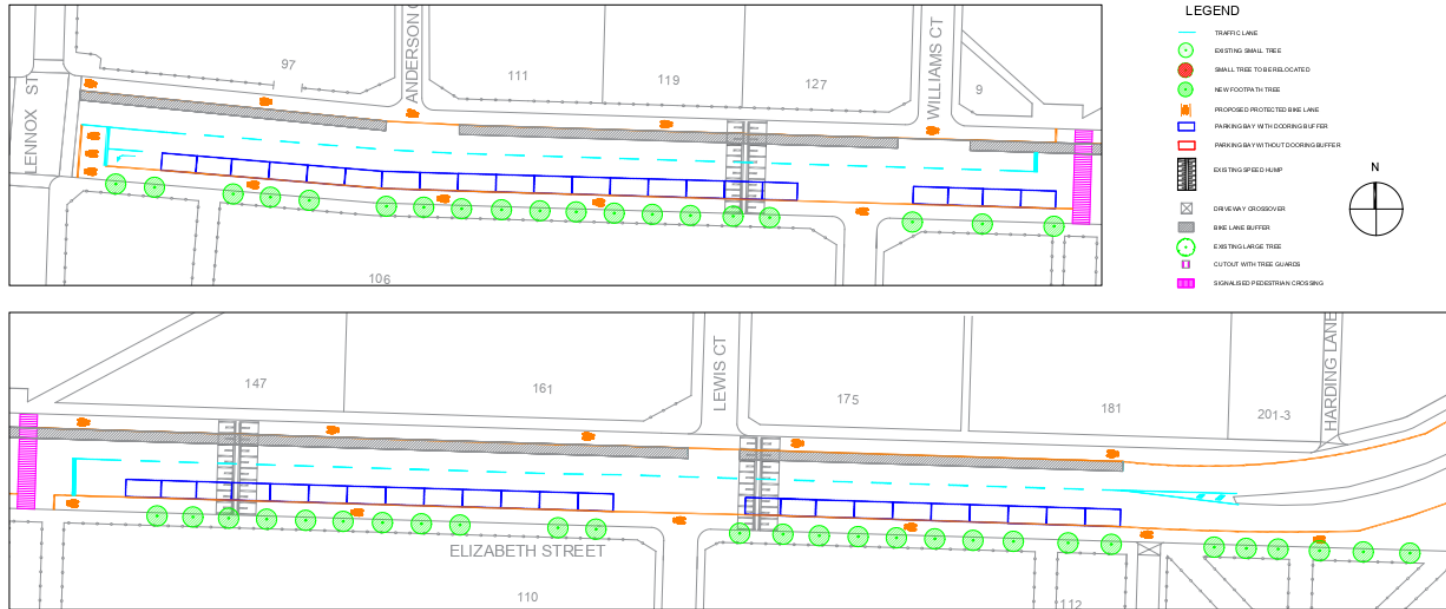 LENNOX ST
97
ANDERSON
111
119
127
WILLIAMS CT
9
106
LEGEND
TRAFFIC LANE
EXISTING SMALL TREE
SMALL TREE TO BE RELOCATED
NEW FOOTPATH TREE
PROPOSED PROTECTED BIKE LANE
PARKING BAY WITH DOORING BUFFER
PARKING BAY WITHOUT DOORING BUFFER
EXISTING SPEED HUMP
DRIVEWAY CROSSOVER
BIKE LANE BUFFER
EXISTING LARGE TREE
CUTOUT WITH TREE GUARDS
SIGNALISED PEDESTRIAN CROSSING
N
147
161
LEWIS CT
175
181
201-3
HARDING LANE
ELIZABETH STREET
110
112